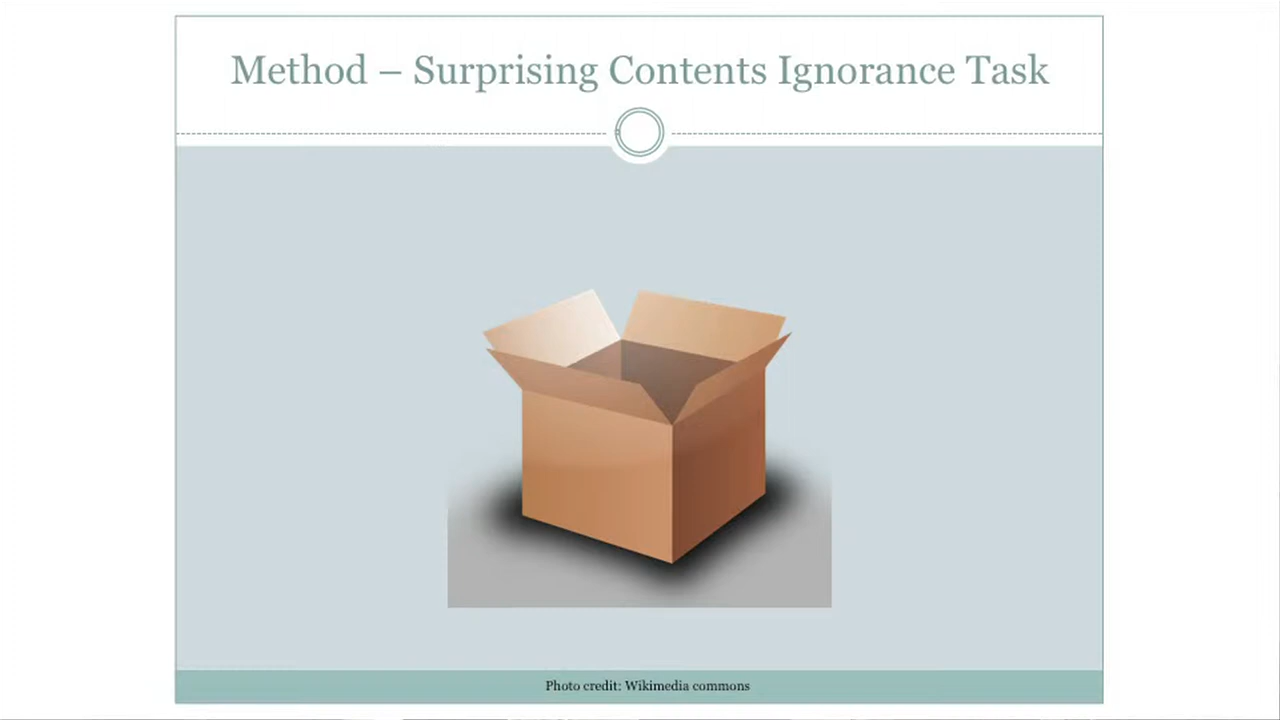 Method – Surprising Contents Ignorance Task
Photo credit: Wikimedia commons